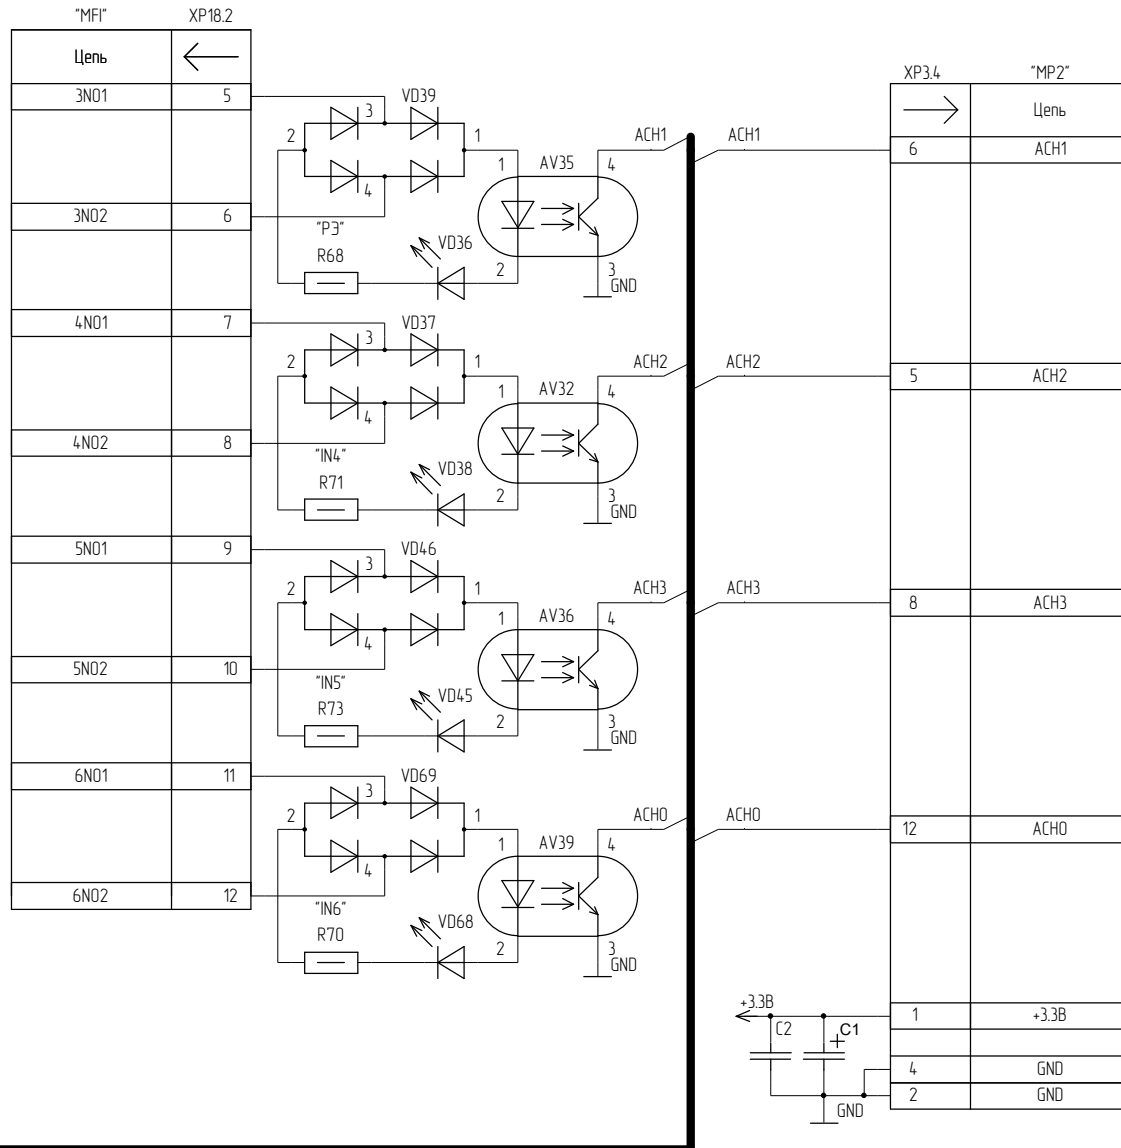 "MFI" XP18.2
Цепь
3N01 5
3N02 6
4N01 7
4N02 8
5N01 9
5N02 10
6N01 11
6N02 12
VD39
3
2
1
4
"РЭ"
R68
VD36
AV35
1
4
2
3
GND
ACH1
ACH1
VD37
3
2
1
4
"IN4"
R71
VD38
AV32
1
4
2
3
GND
ACH2
ACH2
VD46
3
2
1
4
"IN5"
R73
VD45
AV36
1
4
2
3
GND
ACH3
ACH3
VD69
3
2
1
4
"IN6"
R70
VD68
AV39
1
4
2
3
GND
ACH0
ACH0
XP3.4 "MP2"
Цепь
6 ACH1
5 ACH2
8 ACH3
12 ACH0
1 +3.3В
4 GND
2 GND
+3.3В
C2
+
C1
GND